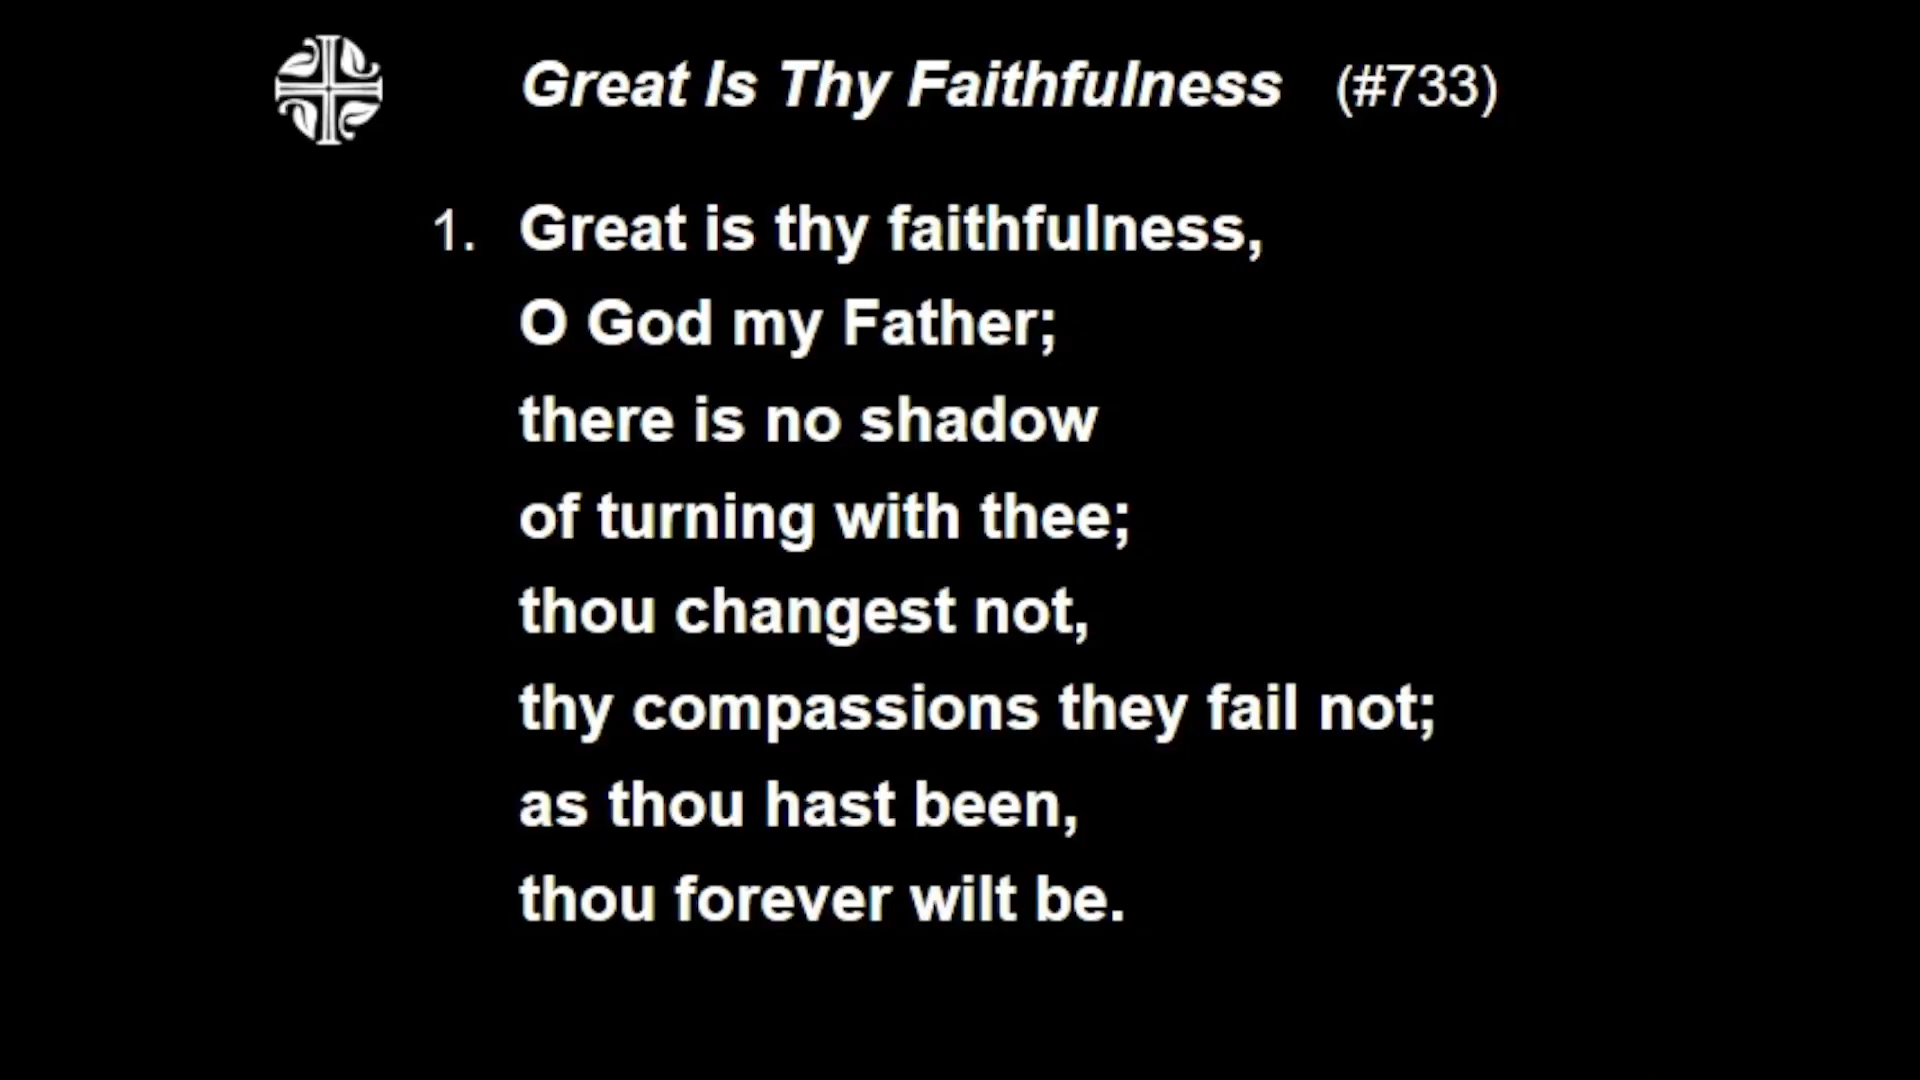 Great Is Thy Faithfulness (#733)
1. Great is thy faithfulness,
O God my Father;
there is no shadow
of turning with thee;
thou changest not,
thy compassions they fail not;
as thou hast been,
thou forever wilt be.